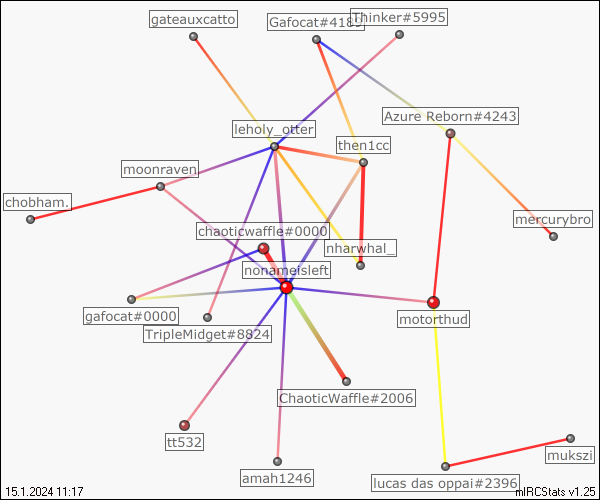 gateauxcatto
Gafocat#4189
Thinker#5995
Azure Reborn#4243
leholy_otter
then1cc
moonraven
chobham.
mercurybro
chaoticwaffle#0000
nharwhal_
nonameisleft
gafocat#0000
motorthud
TripleMidget#8824
ChaoticWaffle#2006
tt532
mukszi
amah1246
lucas das oppai#2396
15.1.2024 11:17
mIRCStats v1.25